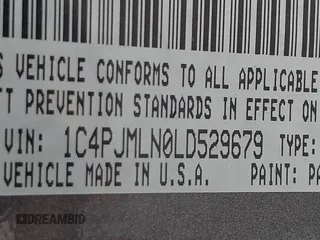 S VEHICLE CONFORMS TO ALL APPLICABLE
FT PREVENTION STANDARDS IN EFFECT ON
VIN: 1C4PJMLN0LD529679 TYPE:
VEHICLE MADE IN U.S.A. PAINT: PA
DREAMBID